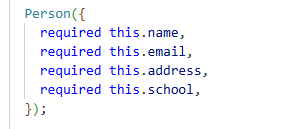 Person({
required this.name,
required this.email,
required this.address,
required this.school,
});